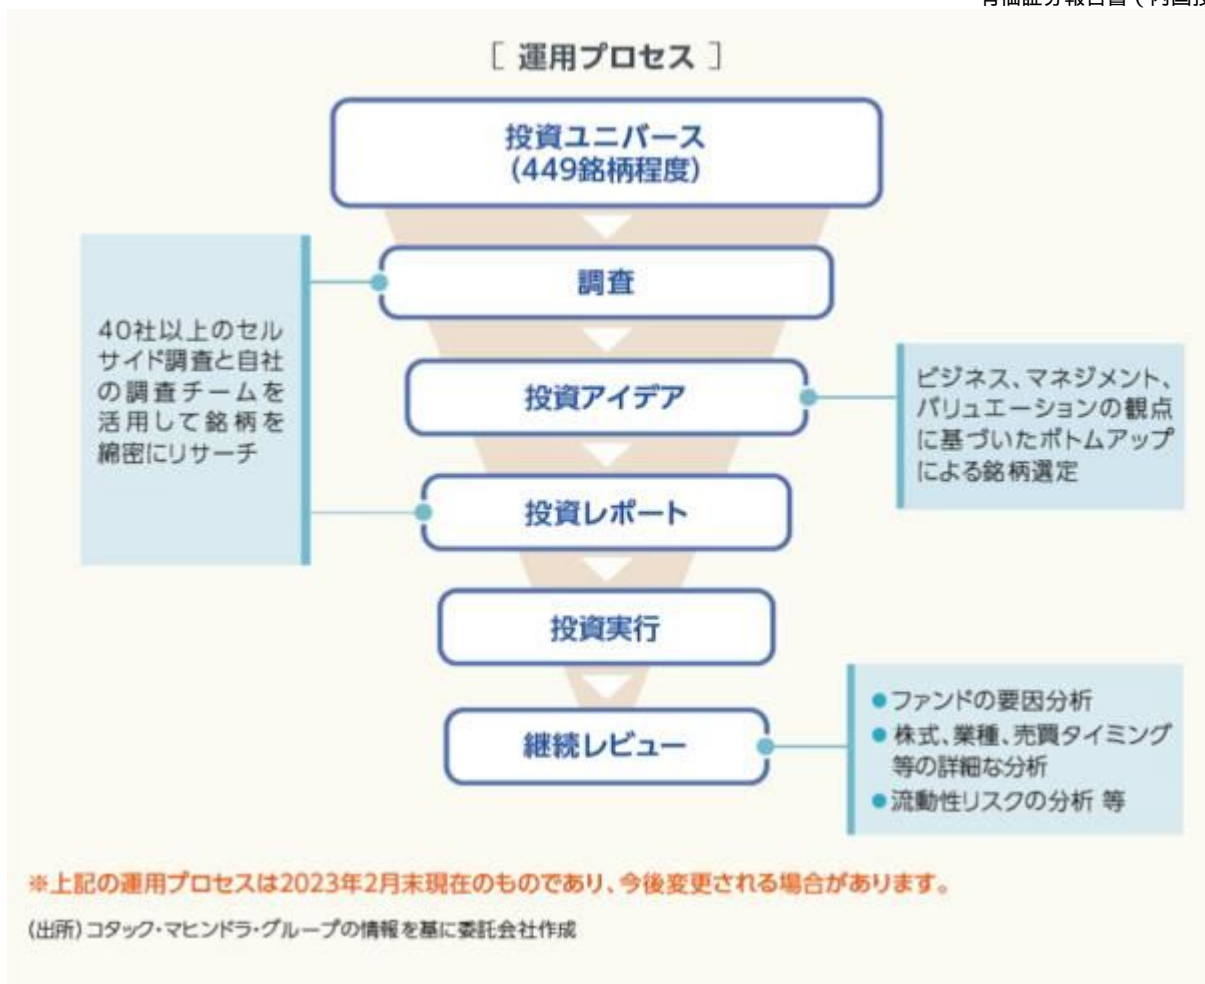 ［ 運用プロセス ］
投資ユニバース
(449銘柄程度)
調査
40社以上のセル
サイド調査と自社
の調査チームを
活用して銘柄を
綿密にリサーチ
投資アイデア
ビジネス、マネジメント、
バリュエーションの観点
に基づいたボトムアップ
による銘柄選定
投資レポート
投資実行
継続レビュー
●ファンドの要因分析
●株式、業種、売買タイミング
等の詳細な分析
●流動性リスクの分析 等
※上記の運用プロセスは2023年2月末現在のものであり、今後変更される場合があります。
(出所)コタック・マヒンドラ・グループの情報を基に委託会社作成